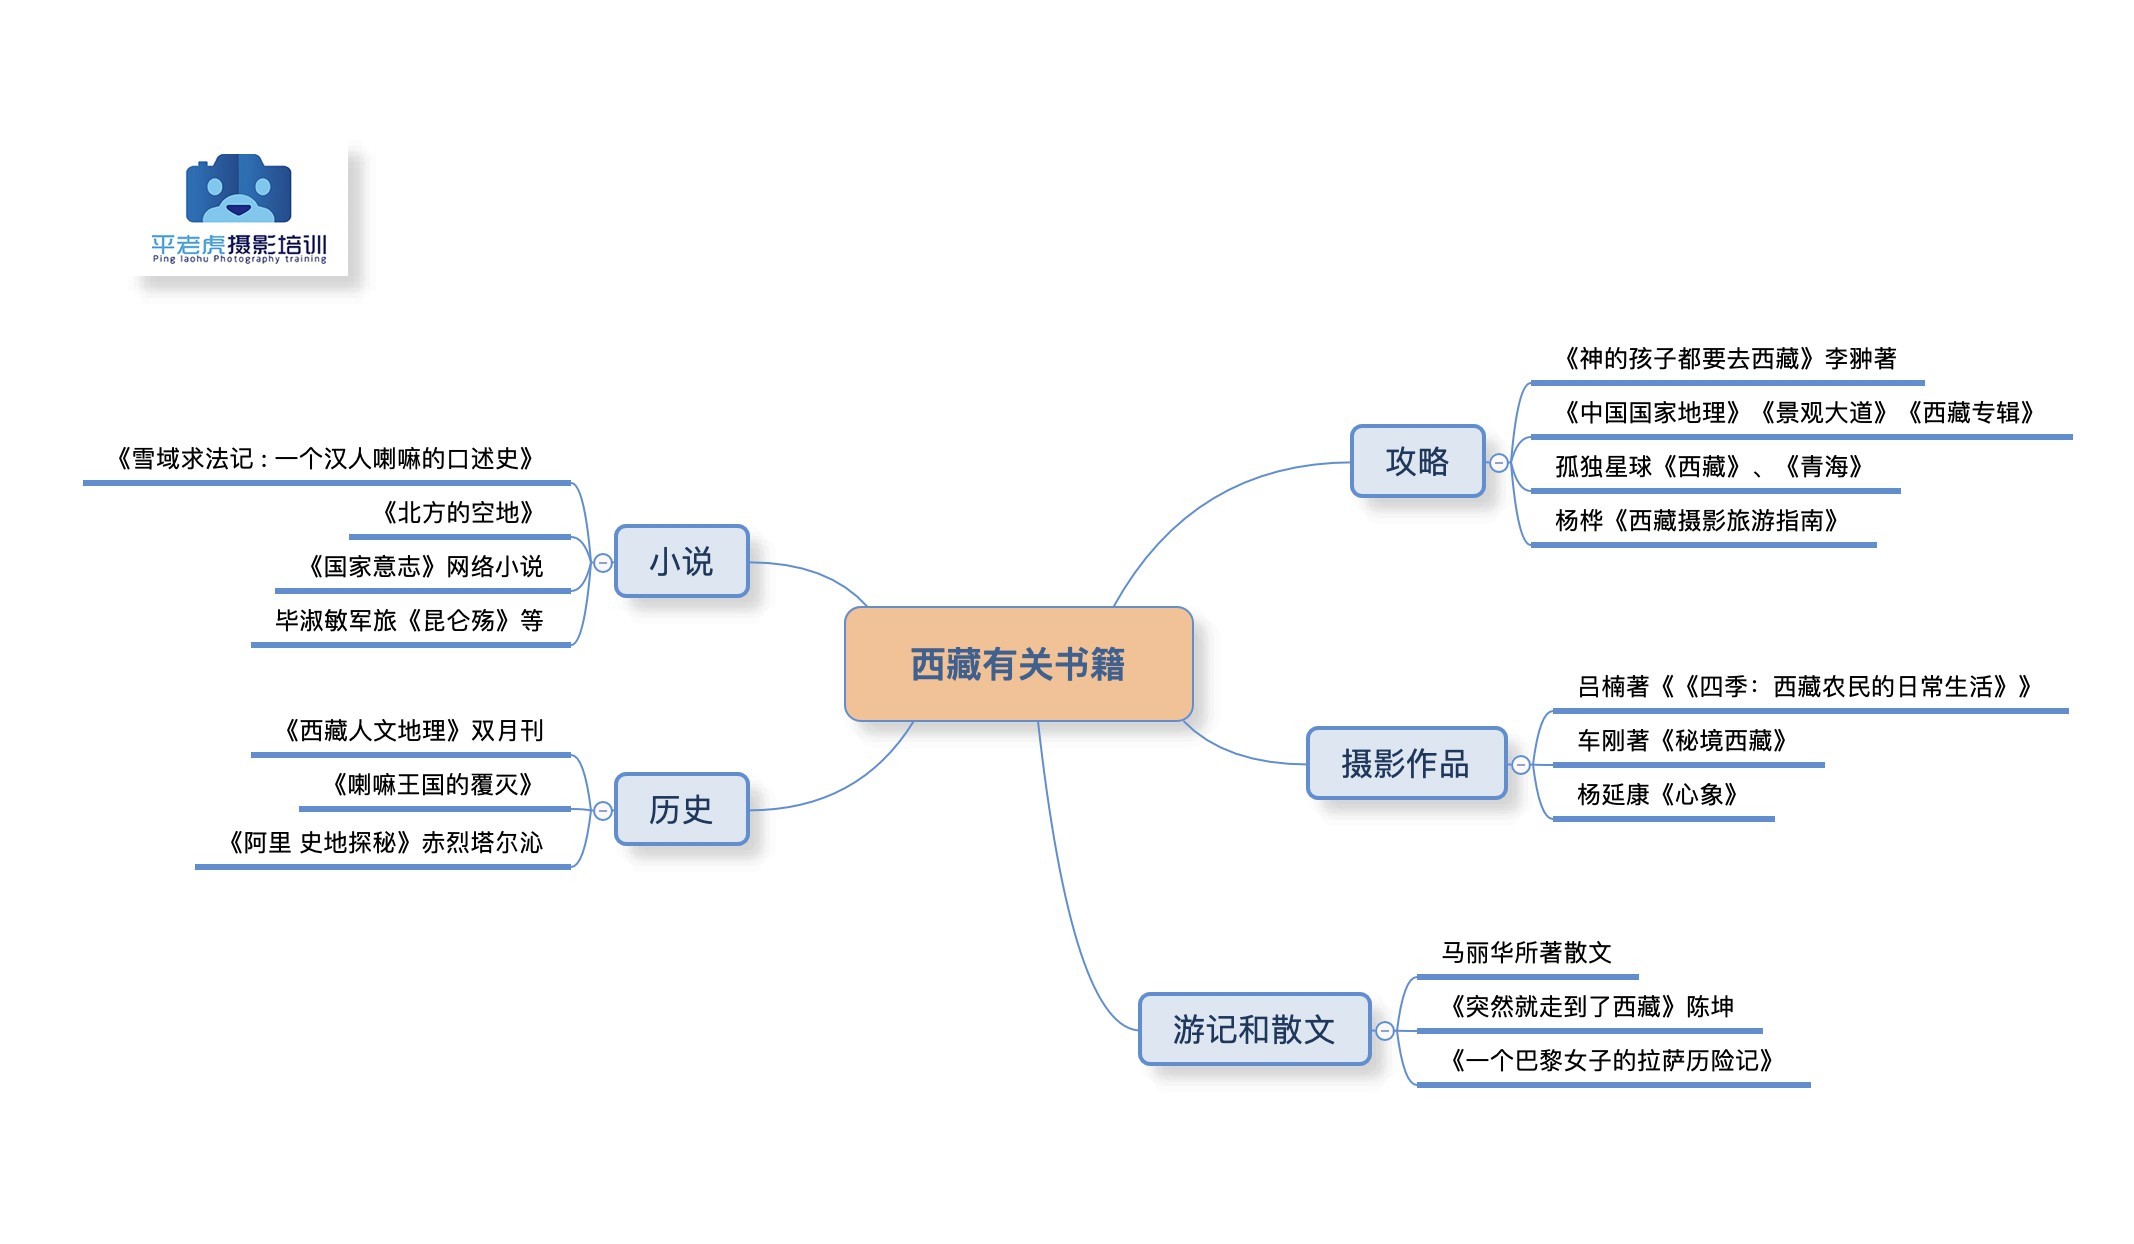 平老虎摄影培训
Ping laohu Photography training
西藏有关书籍
攻略
《神的孩子都要去西藏》李翀著
《中国国家地理》《景观大道》《西藏专辑》
孤独星球《西藏》、《青海》
杨桦《西藏摄影旅游指南》
摄影作品
吕楠著《《四季：西藏农民的日常生活》》
车刚著《秘境西藏》
杨延康《心象》
游记和散文
马丽华所著散文
《突然就走到了西藏》陈坤
《一个巴黎女子的拉萨历险记》
小说
《雪域求法记 : 一个汉人喇嘛的口述史》
《北方的空地》
《国家意志》网络小说
毕淑敏军旅《昆仑殇》等
历史
《西藏人文地理》双月刊
《喇嘛王国的覆灭》
《阿里 史地探秘》赤烈塔尔沁